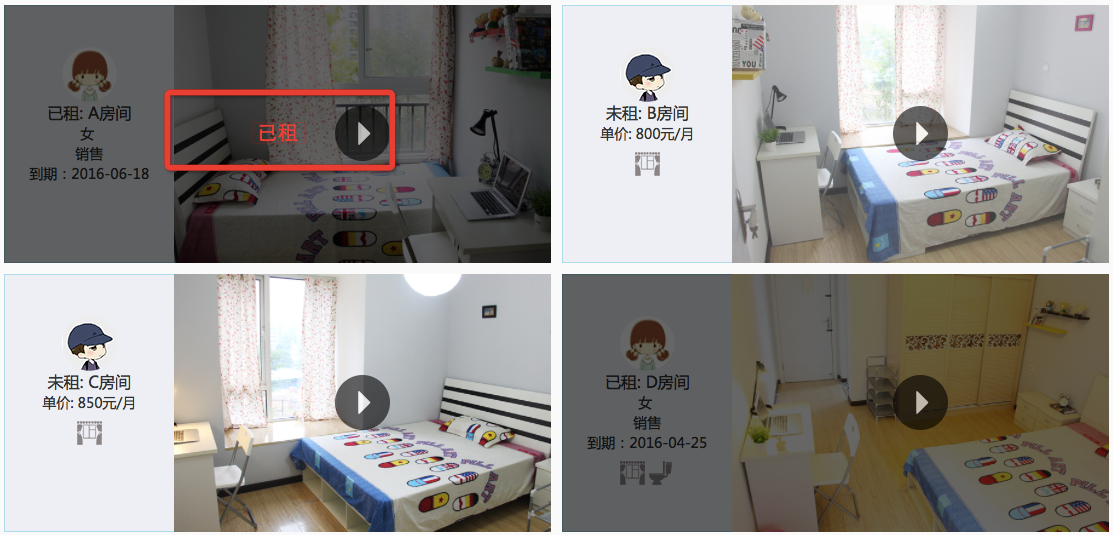 已租: A房间
女
销售
到期：2016-06-18
已租
未租: B房间
单价: 800元/月
YOU
未租: C房间
单价: 850元/月
已租: D房间
女
销售
到期：2016-04-25